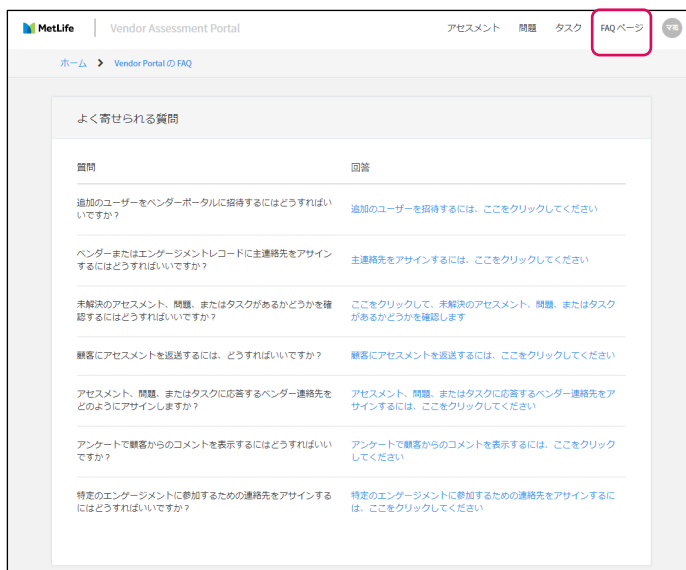 MetLife
Vendor Assessment Portal
アセスメント 問題 タスク FAQ ページ
ホーム > Vendor Portal の FAQ
よく寄せられる質問
質問
回答
追加のユーザーをベンダーポータルに招待するにはどうすればい
いですか？
追加のユーザーを招待するには、ここをクリックしてください
ベンダーまたはエンゲージメントレコードに主連絡先をアサイン
するにはどうすればいいですか？
主連絡先をアサインするには、ここをクリックしてください
未解決のアセスメント、問題、またはタスクがあるかどうかを確
認するにはどうすればいいですか？
ここをクリックして、未解決のアセスメント、問題、またはタスク
があるかどうかを確認します
顧客にアセスメントを返送するには、どうすればいいですか？
顧客にアセスメントを返送するには、ここをクリックしてください
アセスメント、問題、またはタスクに応答するベンダー連絡先を
どのようにアサインしますか？
アセスメント、問題、またはタスクに応答するベンダー連絡先をア
サインするには、ここをクリックしてください
アンケートで顧客からのコメントを表示するにはどうすればいい
ですか？
アンケートで顧客からのコメントを表示するには、ここをクリック
してください
特定のエンゲージメントに参加するための連絡先をアサインする
にはどうすればいいですか？
特定のエンゲージメントに参加するための連絡先をアサインするに
は、ここをクリックしてください